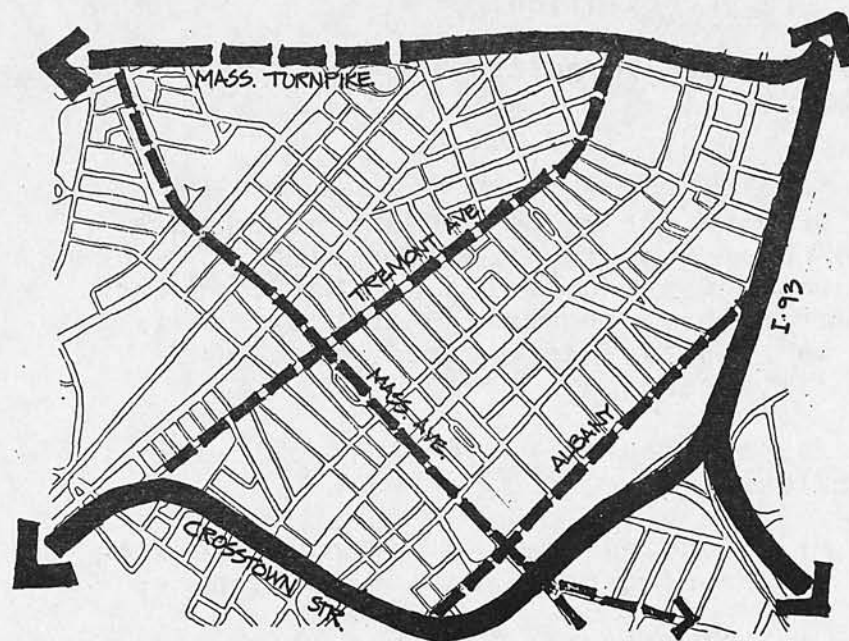 MASS. TURNPIKE
TREMONT AVE.
I-93
MASS. AVE.
ALBANY
CROSSTOWN STR.